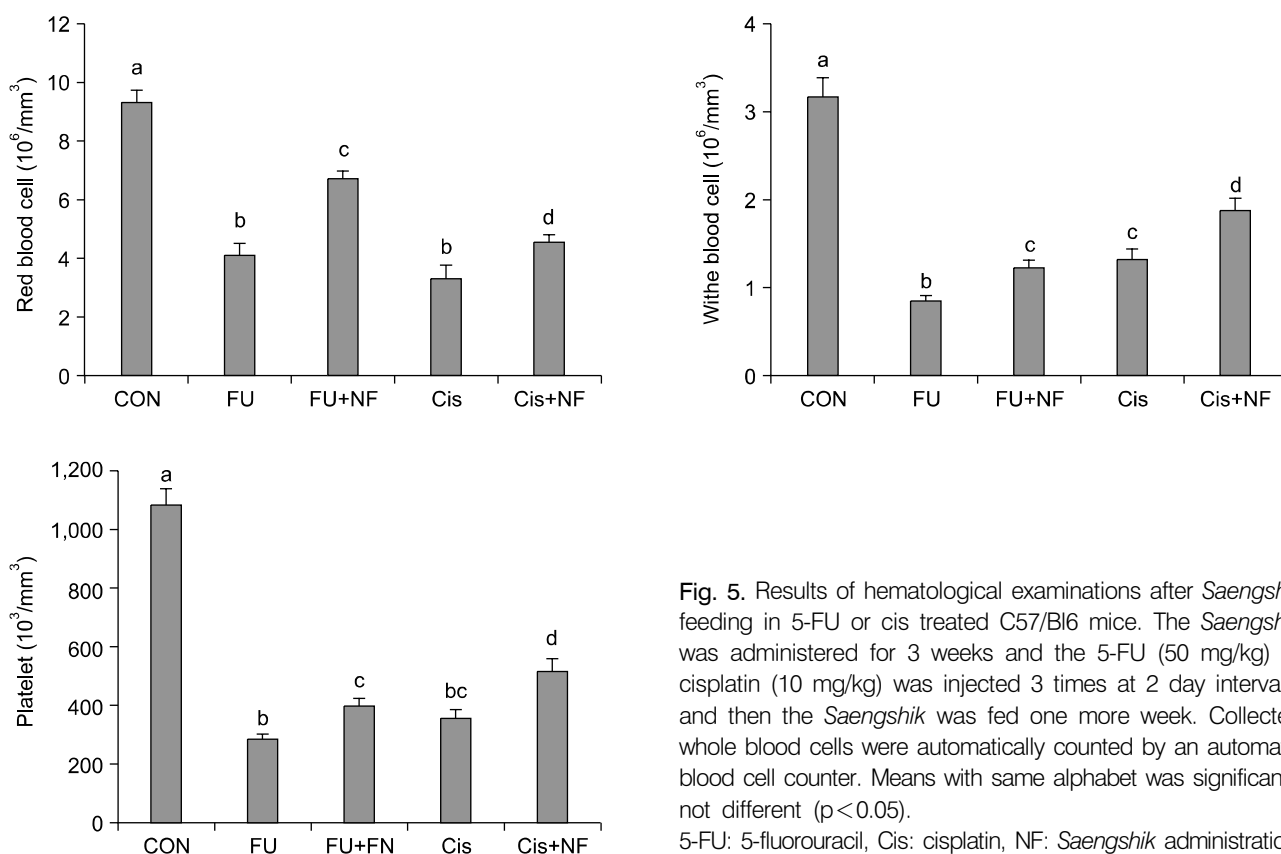 12
10
8
6
4
2
0
Red blood cell (10⁶/mm³)
a
b
c
b
d
CON FU FU+NF Cis Cis+NF
4
3
2
1
0
Withe blood cell (10⁶/mm³)
a
b
c
c
d
CON FU FU+NF Cis Cis+NF
1,200
1,000
800
600
400
200
0
Platelet (10³/mm³)
a
b
c
bc
d
CON FU FU+FN Cis Cis+NF
Fig. 5. Results of hematological examinations after
feeding in 5-FU or cis treated C57/Bl6 mice. The
was administered for 3 weeks and the 5-FU (50 mg/kg)
cisplatin (10 mg/kg) was injected 3 times at 2 day
and then the Saengshik was fed one more week.
whole blood cells were automatically counted by an
blood cell counter. Means with same alphabet was
not different (p<0.05).
5-FU: 5-fluorouracil, Cis: cisplatin, NF: Saengshik